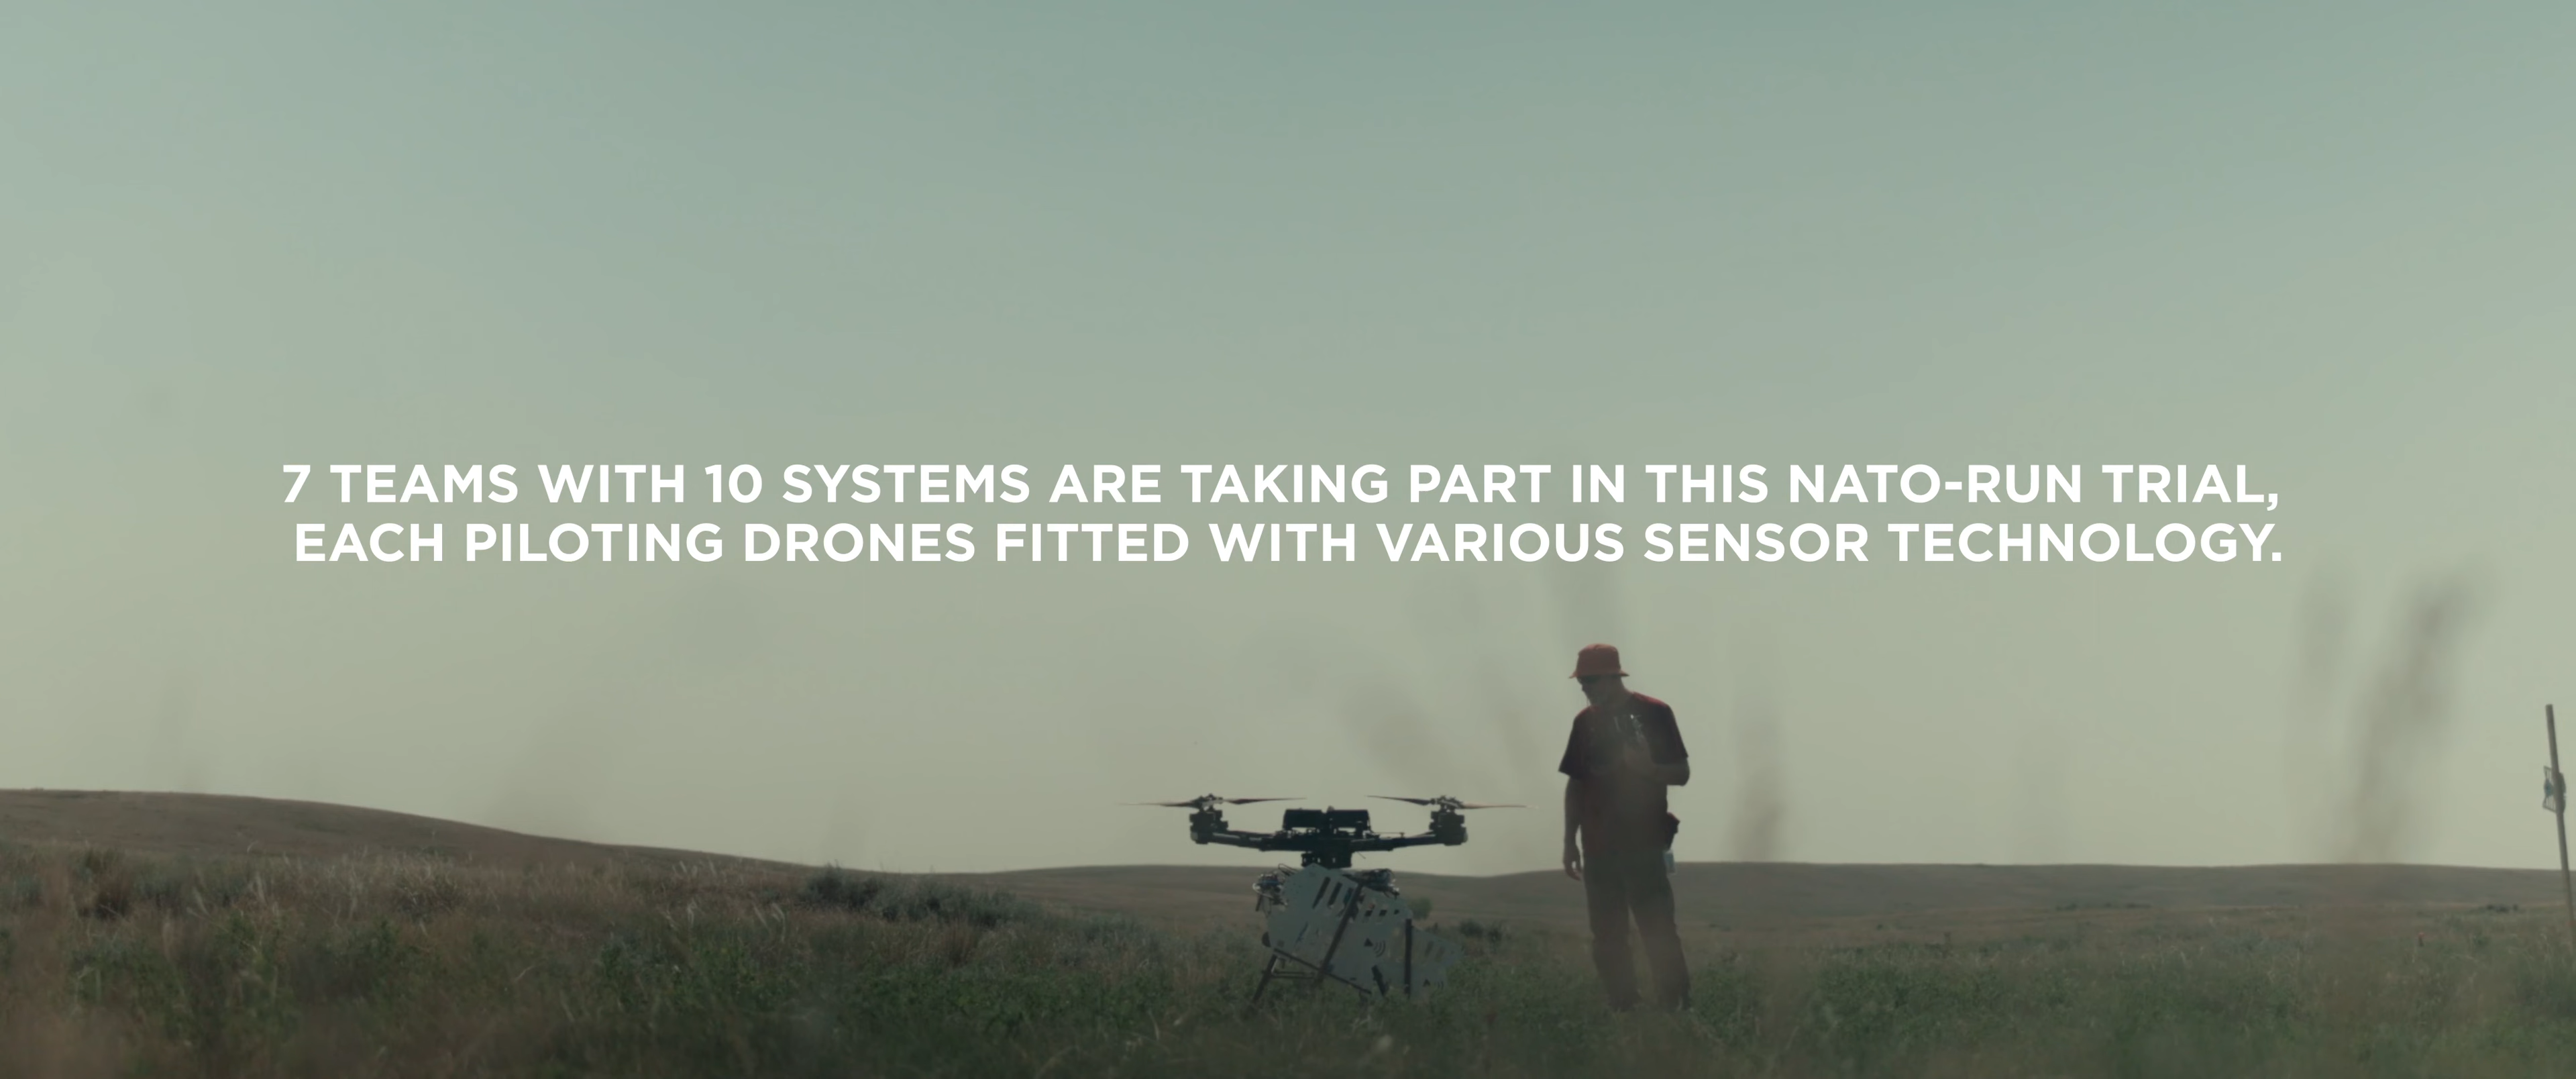 7 TEAMS WITH 10 SYSTEMS ARE TAKING PART IN THIS NATO-RUN TRIAL,
EACH PILOTING DRONES FITTED WITH VARIOUS SENSOR TECHNOLOGY.